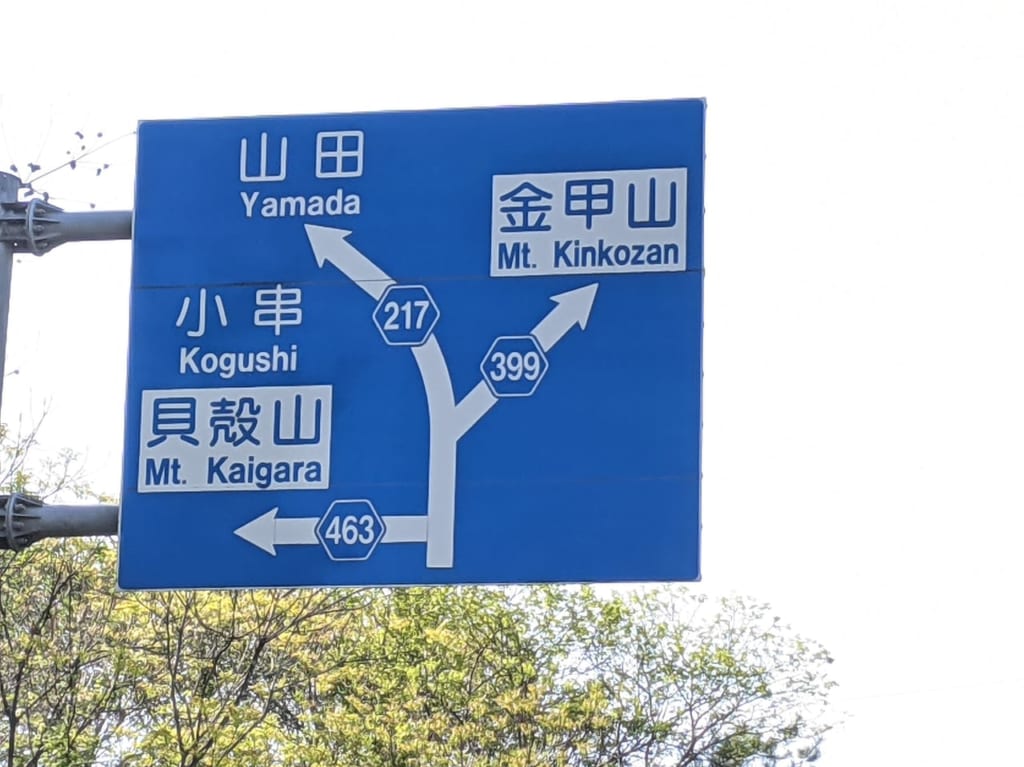 山田
Yamada
金甲山
Mt. Kinkozan
217
小串
Kogushi
399
貝殻山
Mt. Kaigara
463